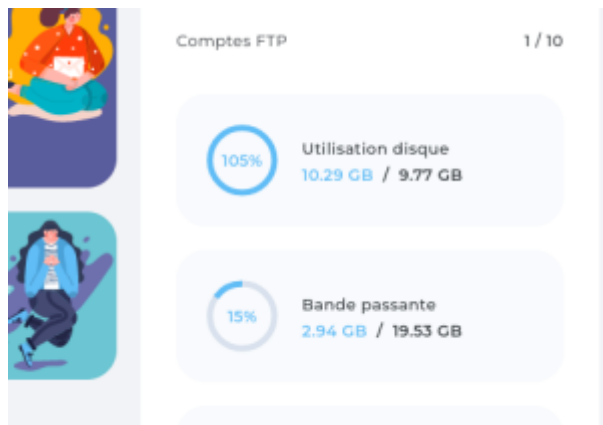 Comptes FTP 1 / 10
105%
Utilisation disque
10.29 GB / 9.77 GB
15%
Bande passante
2.94 GB / 19.53 GB